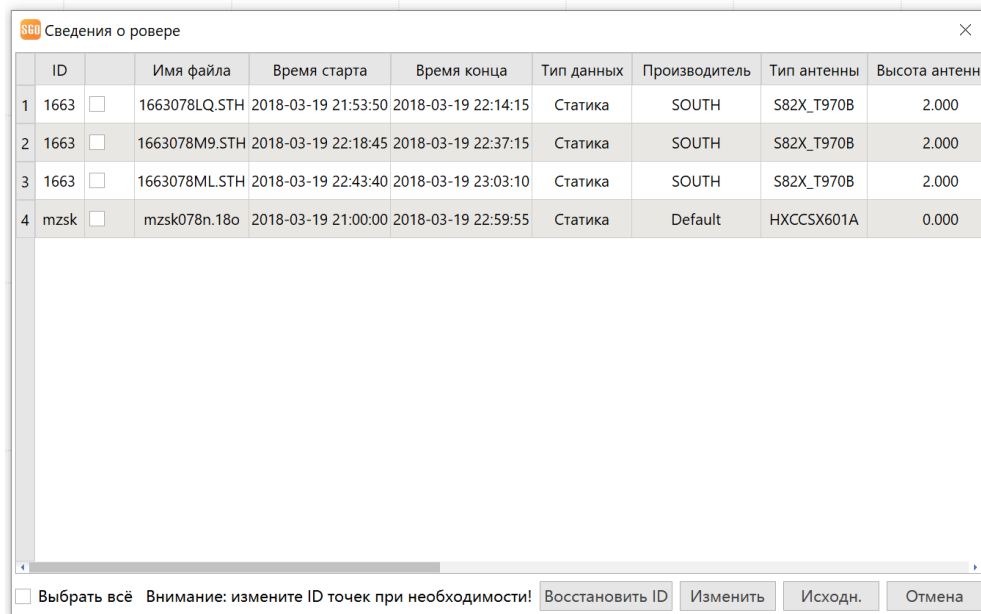 SGO Сведения о ровере
ID Имя файла Время старта Время конца Тип данных Производитель Тип антенны Высота антенн
1 1663 1663078LQ.STH 2018-03-19 21:53:50 2018-03-19 22:14:15 Статика SOUTH S82X_T970B 2.000
2 1663 1663078M9.STH 2018-03-19 22:18:45 2018-03-19 22:37:15 Статика SOUTH S82X_T970B 2.000
3 1663 1663078ML.STH 2018-03-19 22:43:40 2018-03-19 23:03:10 Статика SOUTH S82X_T970B 2.000
4 mzsk mzsk078n.18o 2018-03-19 21:00:00 2018-03-19 22:59:55 Статика Default HXCCSX601A 0.000
Выбрать всё Внимание: измените ID точек при необходимости! Восстановить ID Изменить Исходн. Отмена